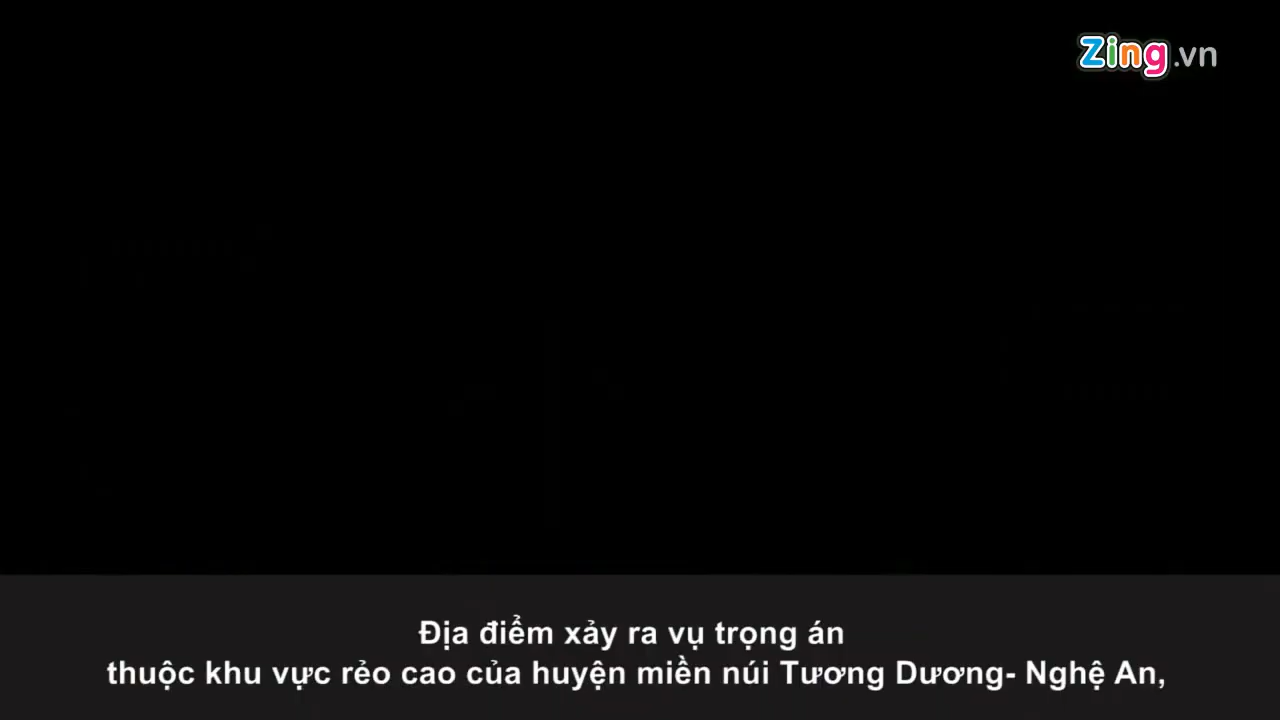 Zing.vn
Địa điểm xảy ra vụ trọng án
thuộc khu vực rẻo cao của huyện miền núi Tương Dương- Nghệ An,